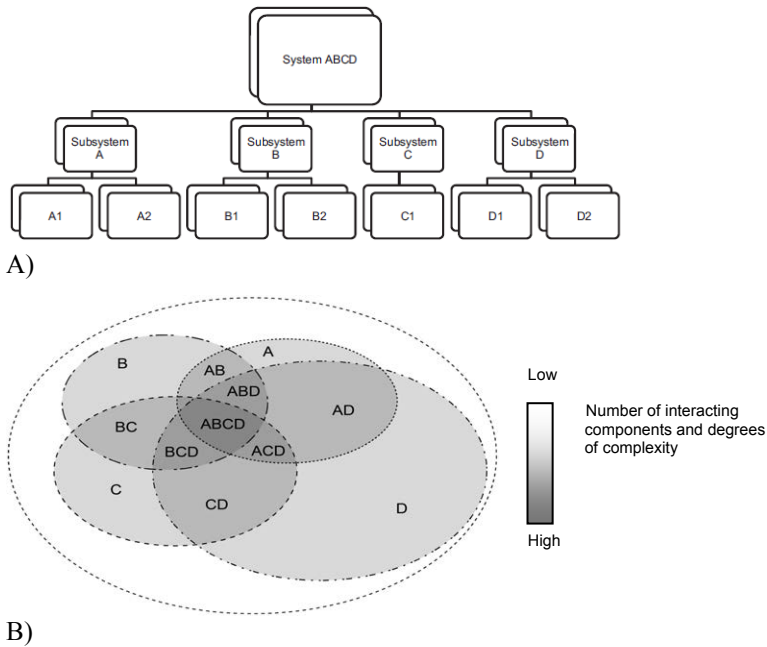 System ABCD
Subsystem
A
Subsystem
B
Subsystem
C
Subsystem
D
A1
A2
B1
B2
C1
D1
D2
A)
B
A
AB
ABD
AD
BC
ABCD
BCD
ACD
C
CD
D
Low
Number of interacting
components and degrees
of complexity
High
B)